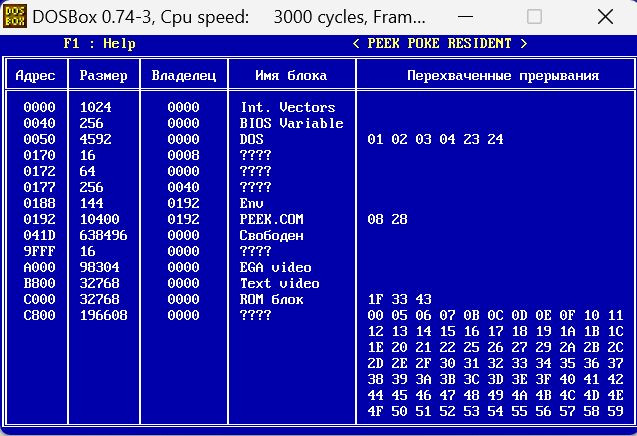 DOSBox 0.74-3, Cpu speed: 3000 cycles, Fram...
F1 : Help < PEEK POKE RESIDENT >
Адрес Размер Владелец Имя блока Перехваченные прерывания
0000 1024 0000 Int. Vectors
0040 256 0000 BIOS Variable
0050 4592 0000 DOS 01 02 03 04 23 24
0170 16 0008 ????
0172 64 0000 ????
0177 256 0040 ????
0188 144 0192 Env
0192 10400 0192 PEEK.COM 08 28
041D 638496 0000 Свободен
9FFF 16 0000 ????
A000 98304 0000 EGA video
B800 32768 0000 Text video
C000 32768 0000 ROM блок 1F 33 43
C800 196608 0000 ???? 00 05 06 07 0B 0C 0D 0E 0F 10 11
12 13 14 15 16 17 18 19 1A 1B 1C
1E 20 21 22 25 26 27 29 2A 2B 2C
2D 2E 2F 30 31 32 33 34 35 36 37
38 39 3A 3B 3C 3D 3E 3F 40 41 42
44 45 46 47 48 49 4A 4B 4C 4D 4E
4F 50 51 52 53 54 55 56 57 58 59